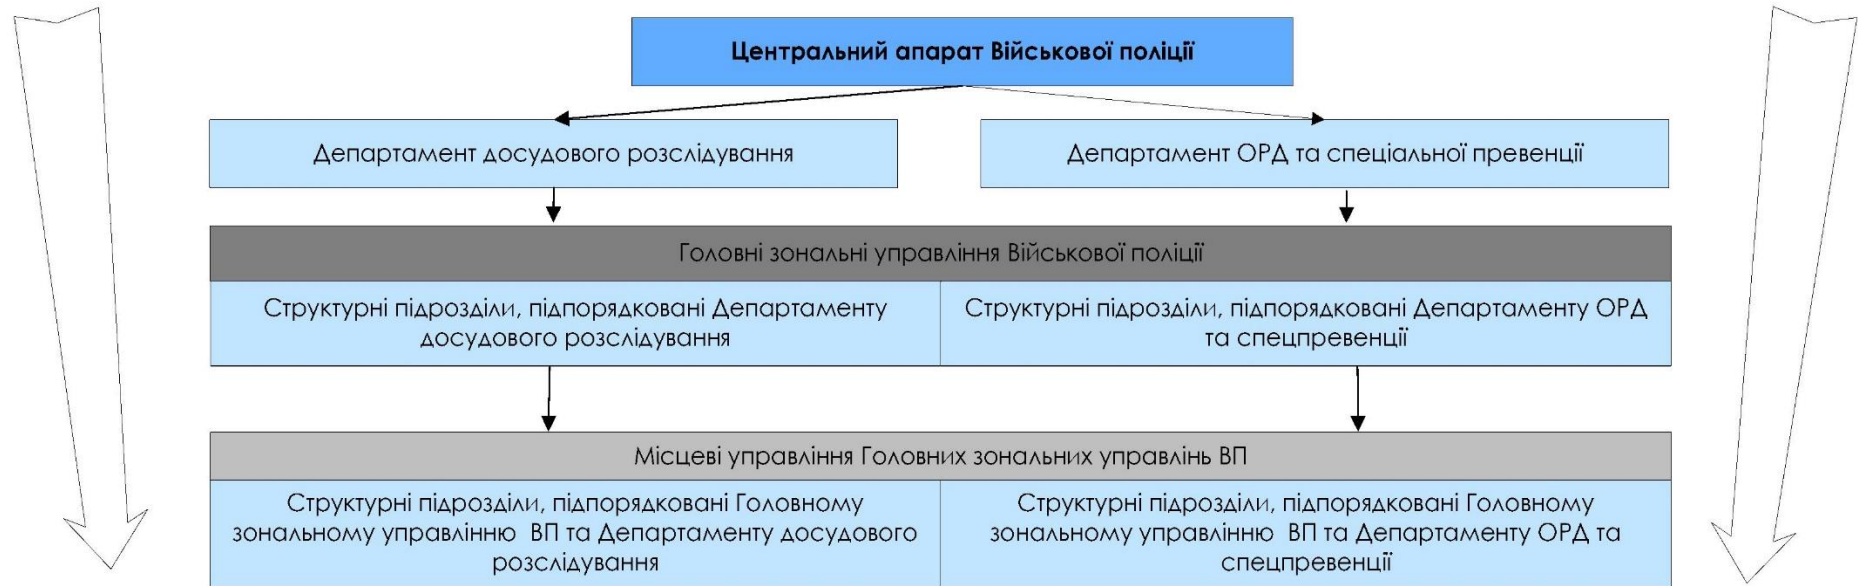 Центральний апарат Військової поліції
Департамент досудового розслідування
Департамент ОРД та спеціальної превенції
Головні зональні управління Військової поліції
Структурні підрозділи, підпорядковані Департаменту
досудового розслідування
Структурні підрозділи, підпорядковані Департаменту ОРД
та спецпревенції
Місцеві управління Головних зональних управлінь ВП
Структурні підрозділи, підпорядковані Головному
зональному управлінню ВП та Департаменту досудового
розслідування
Структурні підрозділи, підпорядковані Головному
зональному управлінню ВП та Департаменту ОРД та
спецпревенції